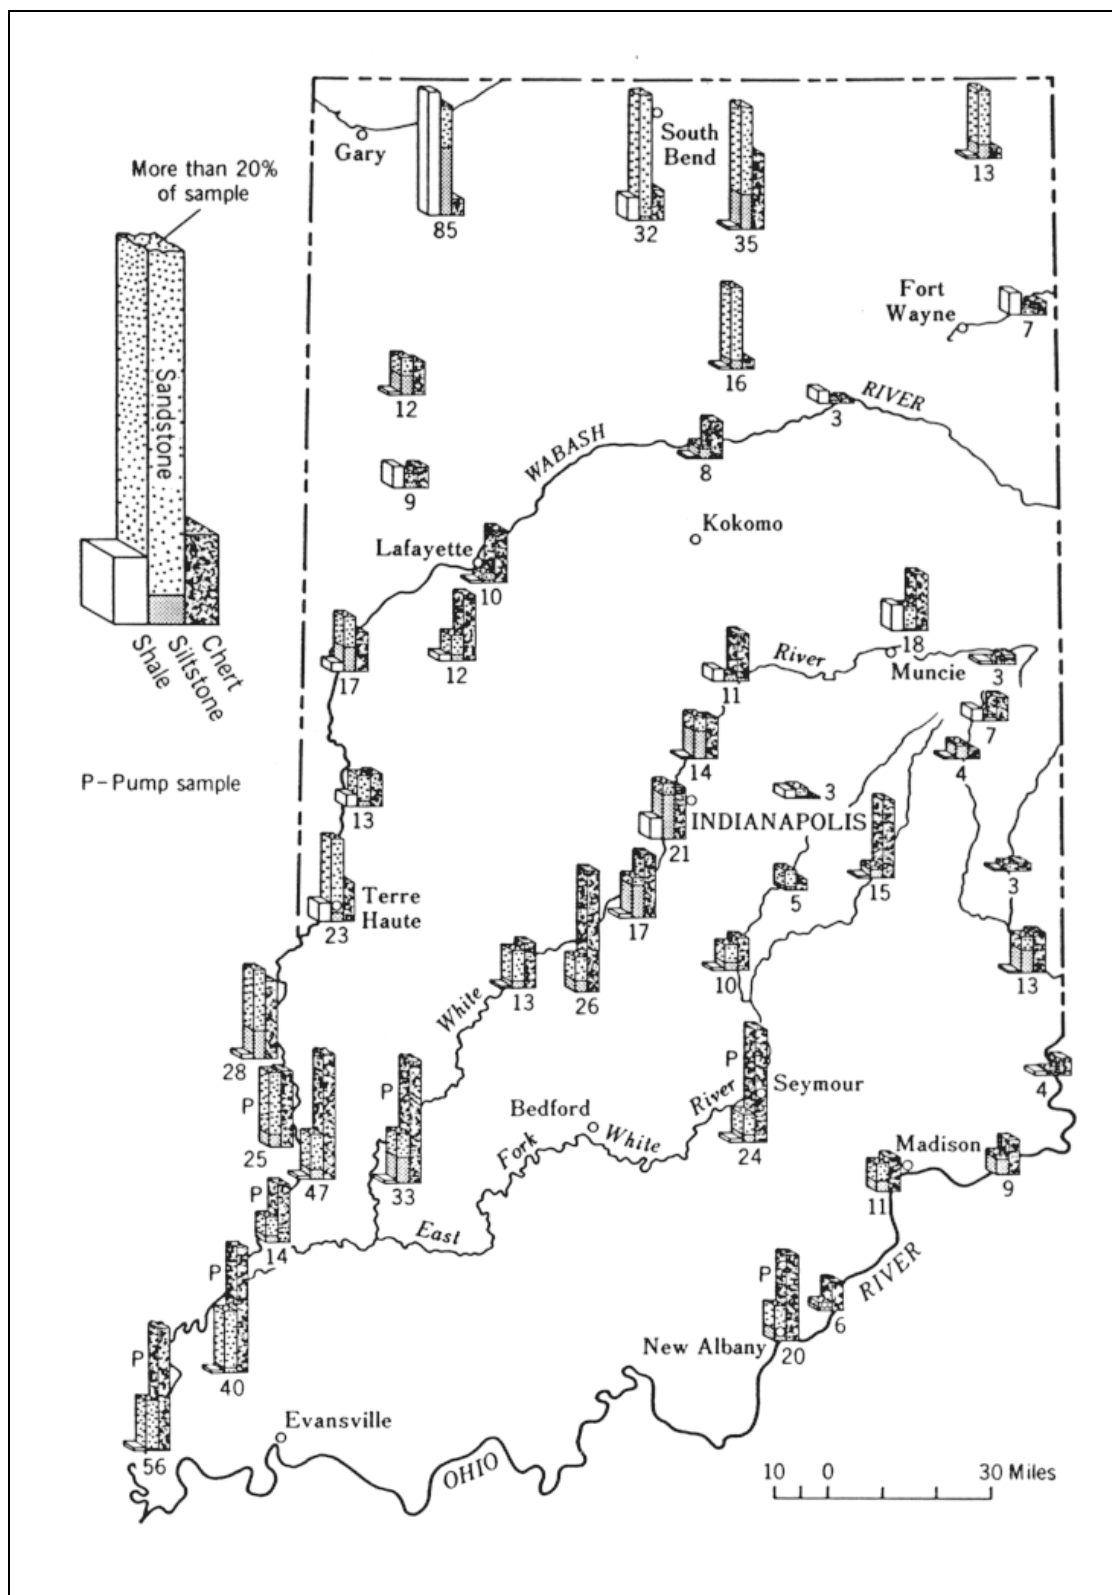 Gary
South
Bend
85
32
35
13
More than 20%
of sample
Sandstone
Shale
Siltstone
Chert
P-Pump sample
Fort
Wayne
7
16
12
3
RIVER
WABASH
8
9
Kokomo
Lafayette
10
12
17
18
Muncie
River
11
3
7
4
14
13
3
INDIANAPOLIS
21
15
3
5
Terre
Haute
23
17
26
13
White
10
13
28
P
25
P
47
P
33
P
24
Seymour
River
Bedford
White
Fork
East
4
Madison
9
11
P
14
P
40
P
56
P
20
New Albany
6
RIVER
Evansville
OHIO
10 0 30 Miles